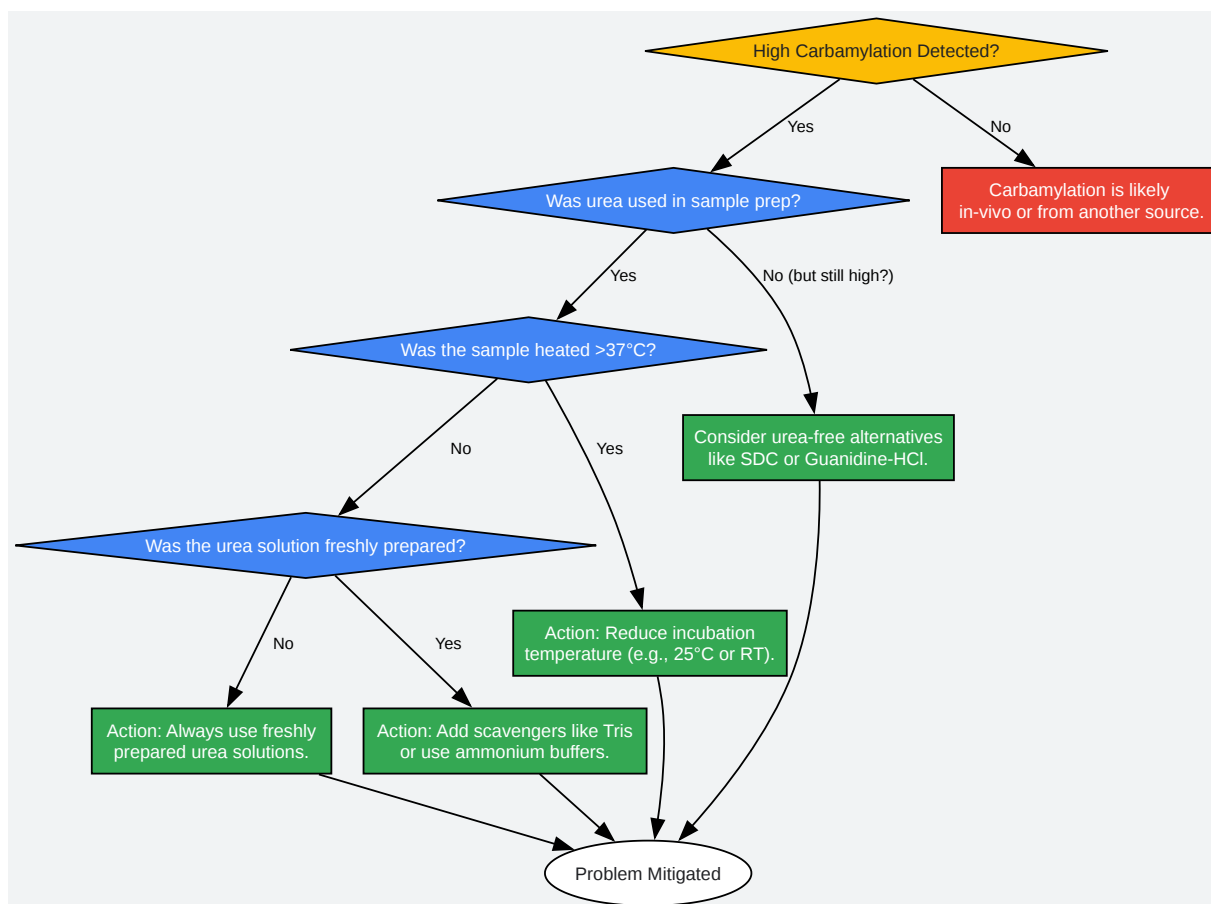 High Carbamylation Detected?
Yes
No
Was urea used in sample prep?
Carbamylation is likely
in-vivo or from another source.
Yes
No (but still high?)
Was the sample heated >37°C?
No
Yes
Consider urea-free alternatives
like SDC or Guanidine-HCl.
Was the urea solution freshly prepared?
Action: Reduce incubation
temperature (e.g., 25°C or RT).
No
Yes
Action: Always use freshly
prepared urea solutions.
Action: Add scavengers like Tris
or use ammonium buffers.
Problem Mitigated